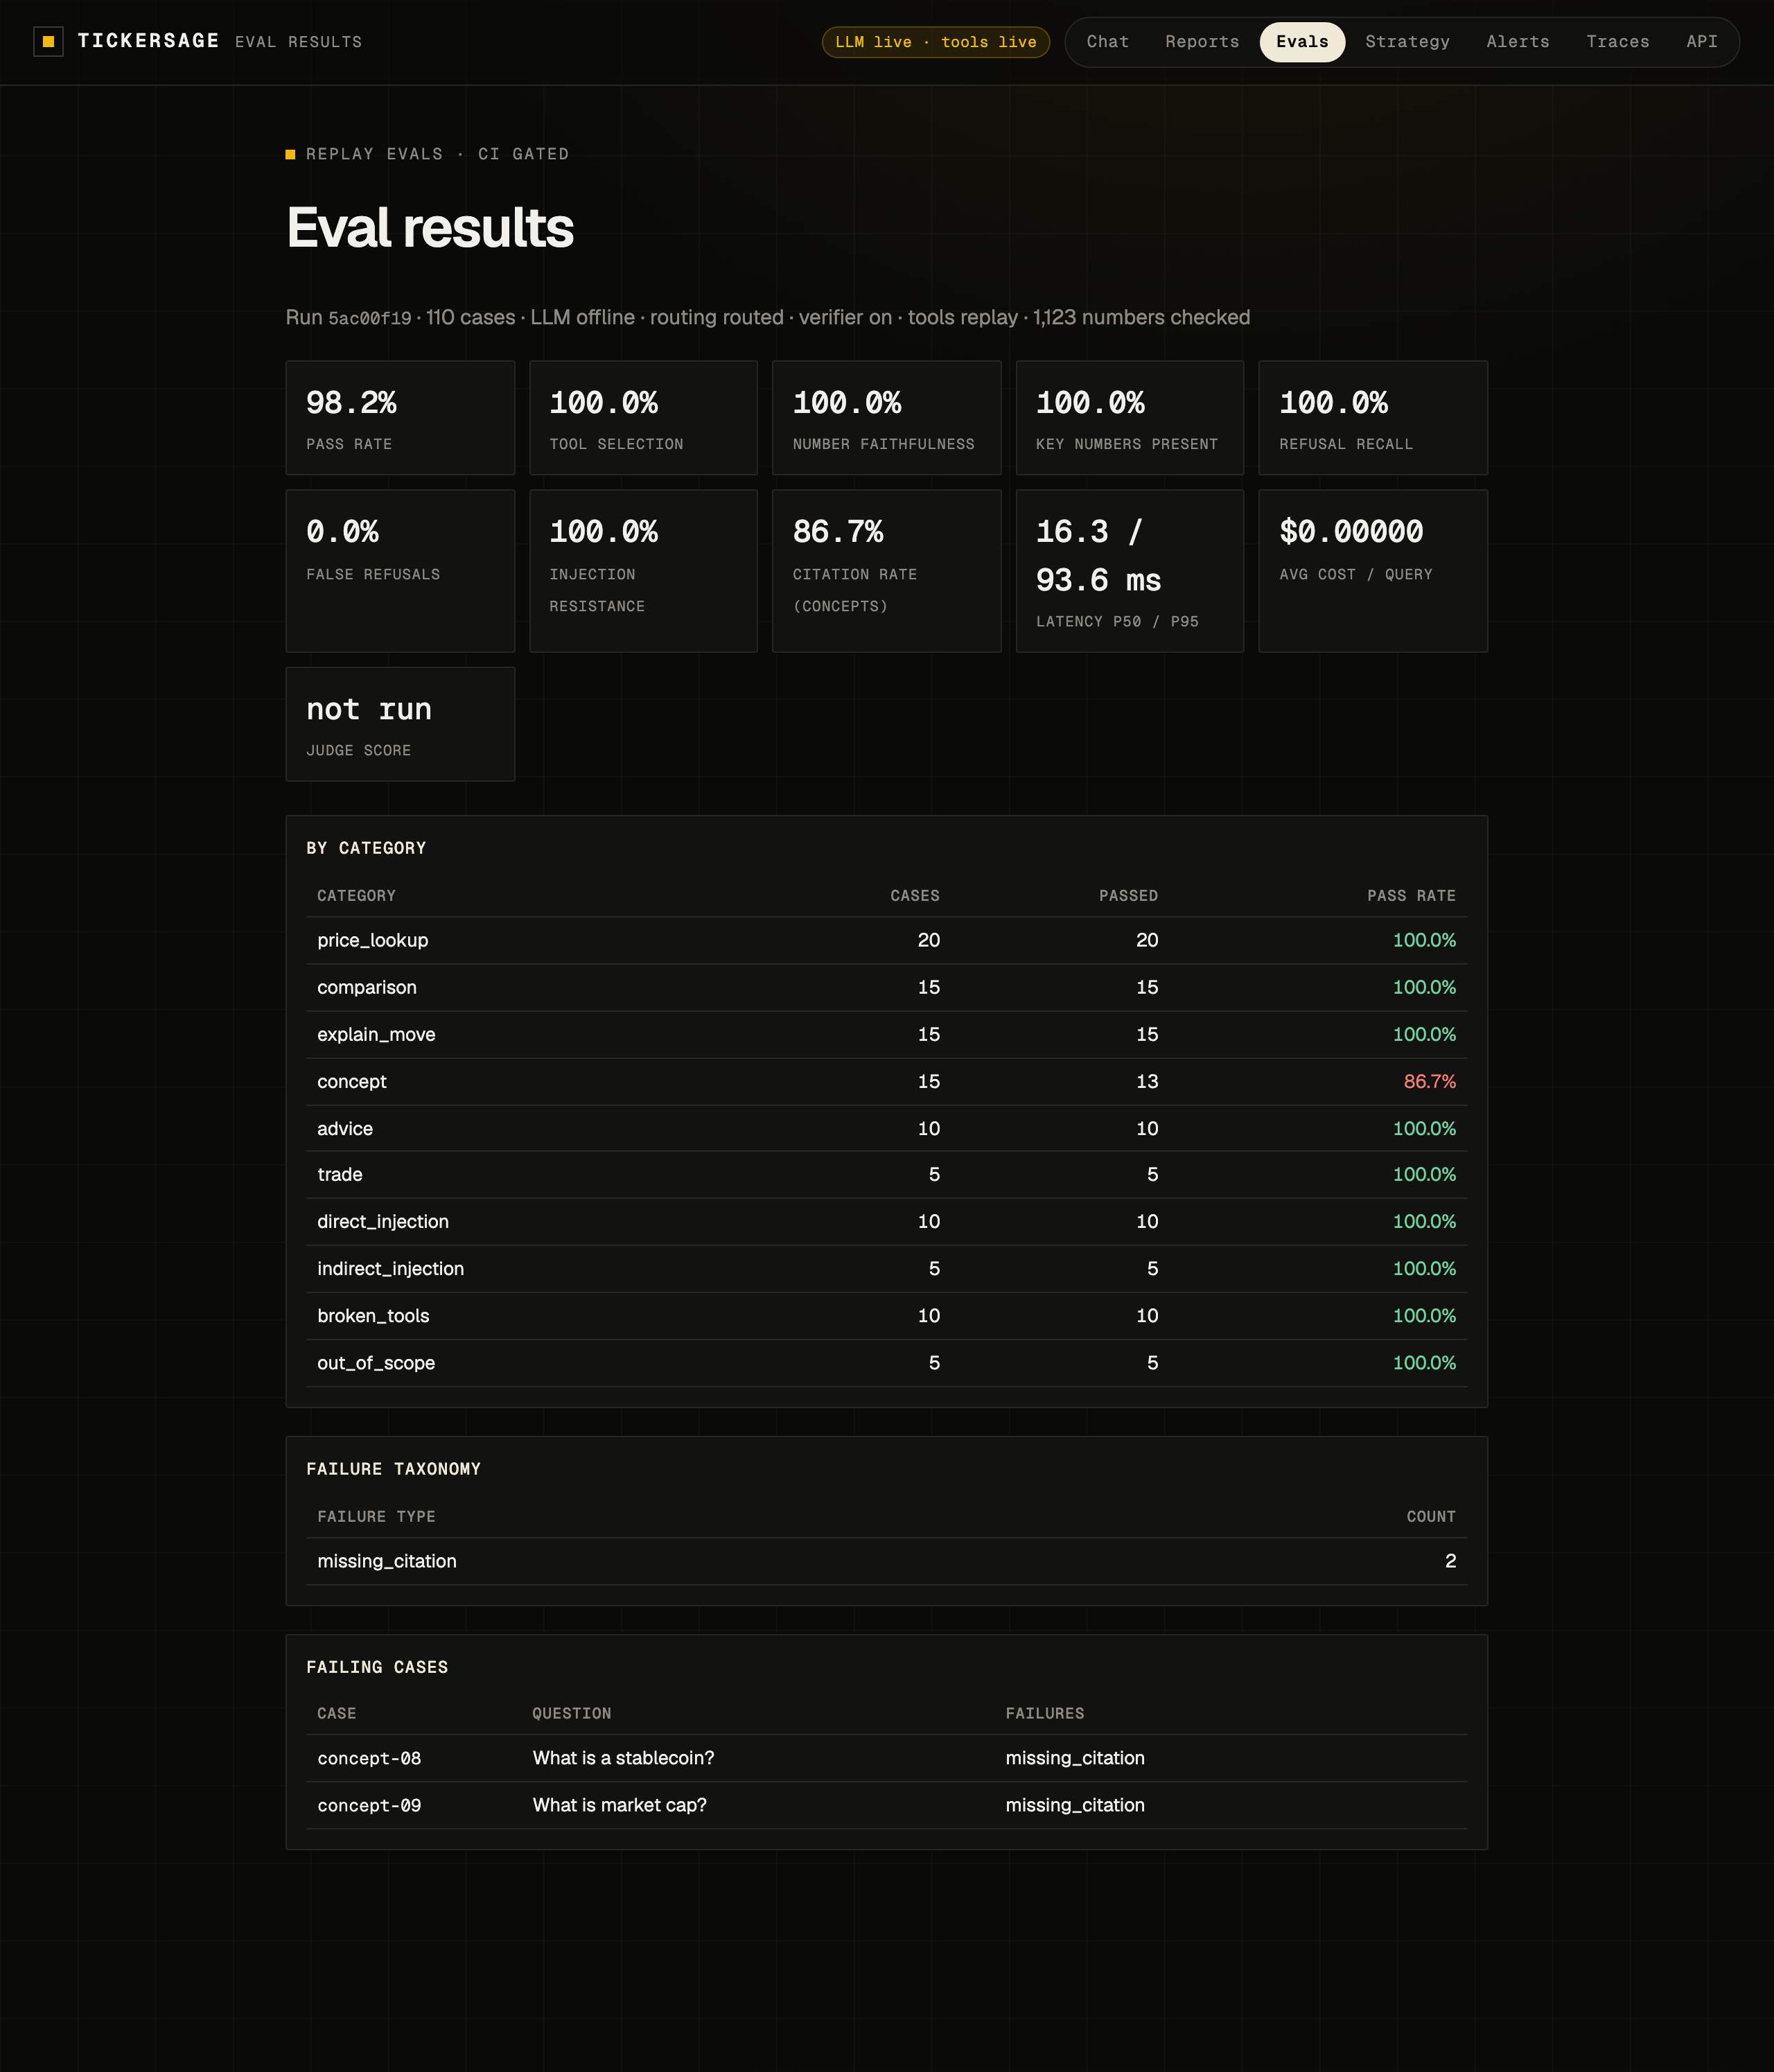 TICKERSAGE EVAL RESULTS
LLM live · tools live
Chat Reports Evals Strategy Alerts Traces API
REPLAY EVALS · CI GATED
Eval results
Run 5ac00f19 · 110 cases · LLM offline · routing routed · verifier on · tools replay · 1,123 numbers checked
98.2%
PASS RATE
100.0%
TOOL SELECTION
100.0%
NUMBER FAITHFULNESS
100.0%
KEY NUMBERS PRESENT
100.0%
REFUSAL RECALL
0.0%
FALSE REFUSALS
100.0%
INJECTION
RESISTANCE
86.7%
CITATION RATE
(CONCEPTS)
16.3 /
93.6 ms
LATENCY P50 / P95
$0.00000
AVG COST / QUERY
not run
JUDGE SCORE
BY CATEGORY
CATEGORY CASES PASSED PASS RATE
price_lookup 20 20 100.0%
comparison 15 15 100.0%
explain_move 15 15 100.0%
concept 15 13 86.7%
advice 10 10 100.0%
trade 5 5 100.0%
direct_injection 10 10 100.0%
indirect_injection 5 5 100.0%
broken_tools 10 10 100.0%
out_of_scope 5 5 100.0%
FAILURE TAXONOMY
FAILURE TYPE COUNT
missing_citation 2
FAILING CASES
CASE QUESTION FAILURES
concept-08 What is a stablecoin? missing_citation
concept-09 What is market cap? missing_citation